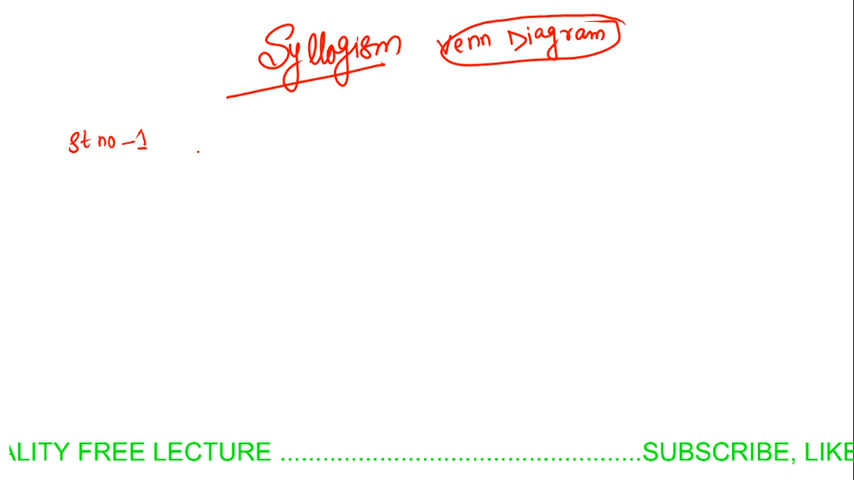 Syllogism Venn Diagram
St no - 1
ALITY FREE LECTURE ..................................................SUBSCRIBE, LIKE